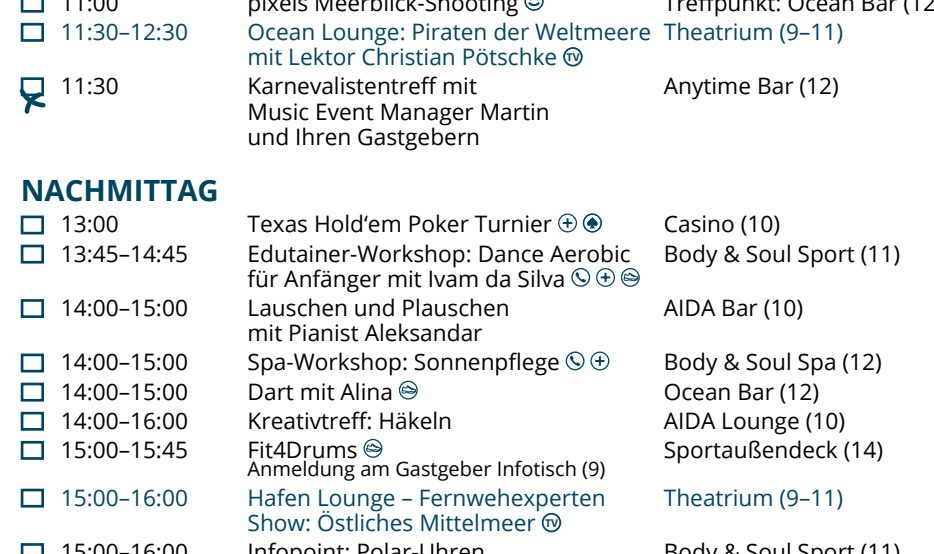 11:00 pixels Meerblick-Shooting Treffpunkt: Ocean Bar (12
11:30–12:30 Ocean Lounge: Piraten der Weltmeere Theatrium (9–11)
mit Lektor Christian Pötschke TV
11:30 Karnevalistentreff mit Anytime Bar (12)
Music Event Manager Martin
und Ihren Gastgebern
NACHMITTAG
13:00 Texas Hold‘em Poker Turnier Casino (10)
13:45–14:45 Edutainer-Workshop: Dance Aerobic Body & Soul Sport (11)
für Anfänger mit Ivam da Silva
14:00–15:00 Lauschen und Plauschen AIDA Bar (10)
mit Pianist Aleksandar
14:00–15:00 Spa-Workshop: Sonnenpflege Body & Soul Spa (12)
14:00–15:00 Dart mit Alina Ocean Bar (12)
14:00–16:00 Kreativtreff: Häkeln AIDA Lounge (10)
15:00–15:45 Fit4Drums Sportaußendeck (14)
Anmeldung am Gastgeber Infotisch (9)
15:00–16:00 Hafen Lounge – Fernwehexperten Theatrium (9–11)
Show: Östliches Mittelmeer TV
15:00–16:00 Infopoint: Polar-Uhren Body & Soul Sport (11)